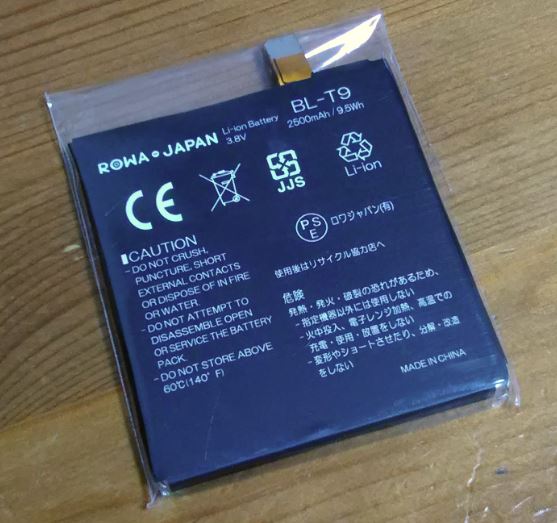 BL-T9
ROWA JAPAN
Li-ion Battery
3.8V
2500mAh / 9.5Wh
CE
JJS
Li-ion
PS
E
ロワジャパン(有)
使用後はリサイクル協力店へ
CAUTION
- DO NOT CRUSH,
PUNCTURE, SHORT
EXTERNAL CONTACTS
OR DISPOSE OF IN FIRE
OR WATER.
- DO NOT ATTEMPT TO
DISASSEMBLE OPEN
OR SERVICE THE BATTERY
PACK.
- DO NOT STORE ABOVE
60℃(140°F)
危険
発熱・発火・破裂の恐れがあるため、
- 指定機器以外には使用しない
- 火中投入、電子レンジ加熱、高温での
充電・使用・放置をしない
- 変形やショートさせたり、分解・改造
をしない
MADE IN CHINA